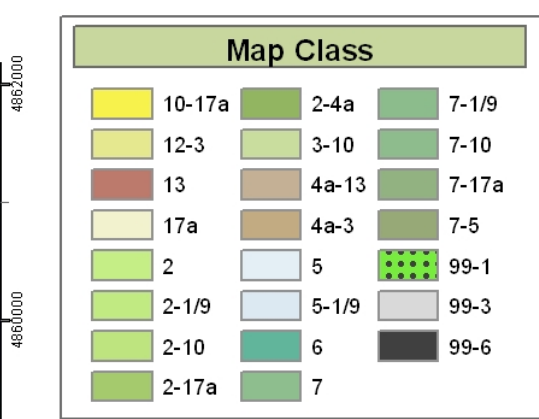 4862000
4860000
Map Class
10-17a 2-4a 7-1/9
12-3 3-10 7-10
13 4a-13 7-17a
17a 4a-3 7-5
2 5 99-1
2-1/9 5-1/9 99-3
2-10 6 99-6
2-17a 7